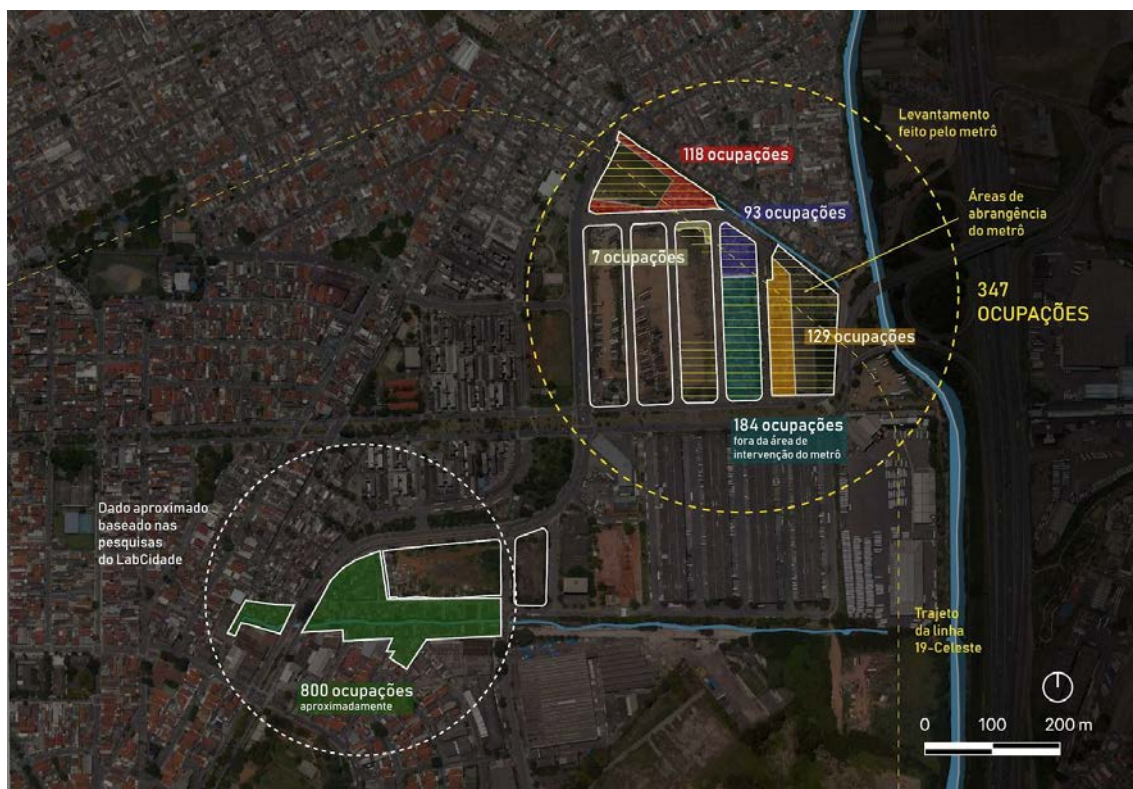 Levantamento
feito pelo metrô
118 ocupações
Áreas de
abrangência
do metrô
93 ocupações
7 ocupações
347
OCUPAÇÕES
129 ocupações
184 ocupações
fora da área de
intervenção do metrô
Dado aproximado
baseado nas
pesquisas
do LabCidade
Trajeto
da linha
19-Celeste
800 ocupações
aproximadamente
0 100 200 m